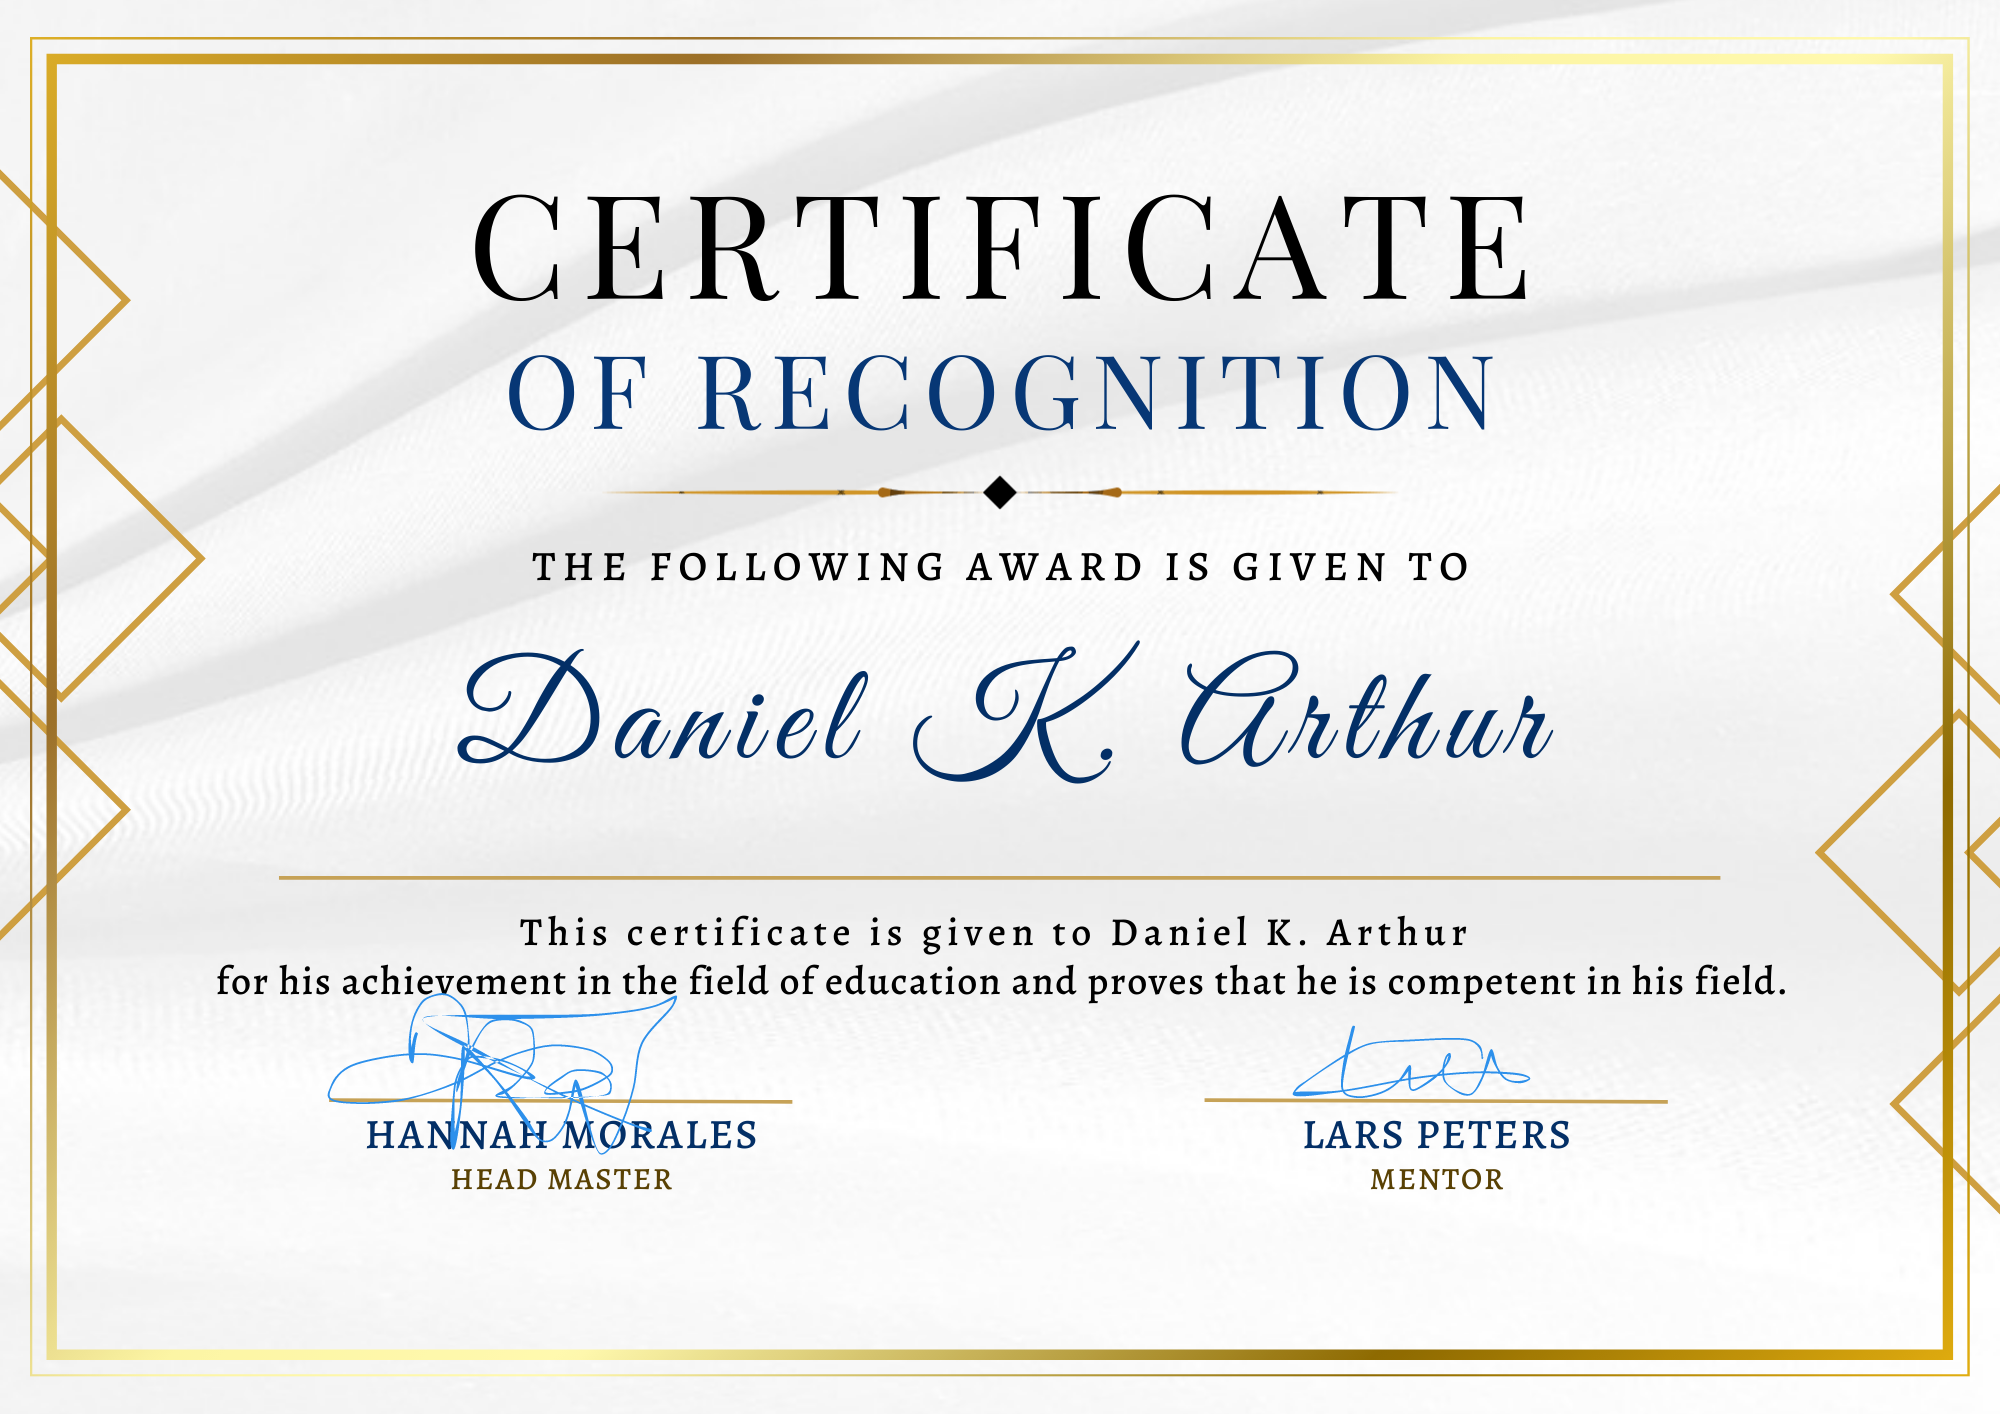 CERTIFICATE
OF RECOGNITION
THE FOLLOWING AWARD IS GIVEN TO
Daniel K. Arthur
This certificate is given to Daniel K. Arthur
for his achievement in the field of education and proves that he is competent in his field.
HANNAH MORALES
HEAD MASTER
LARS PETERS
MENTOR